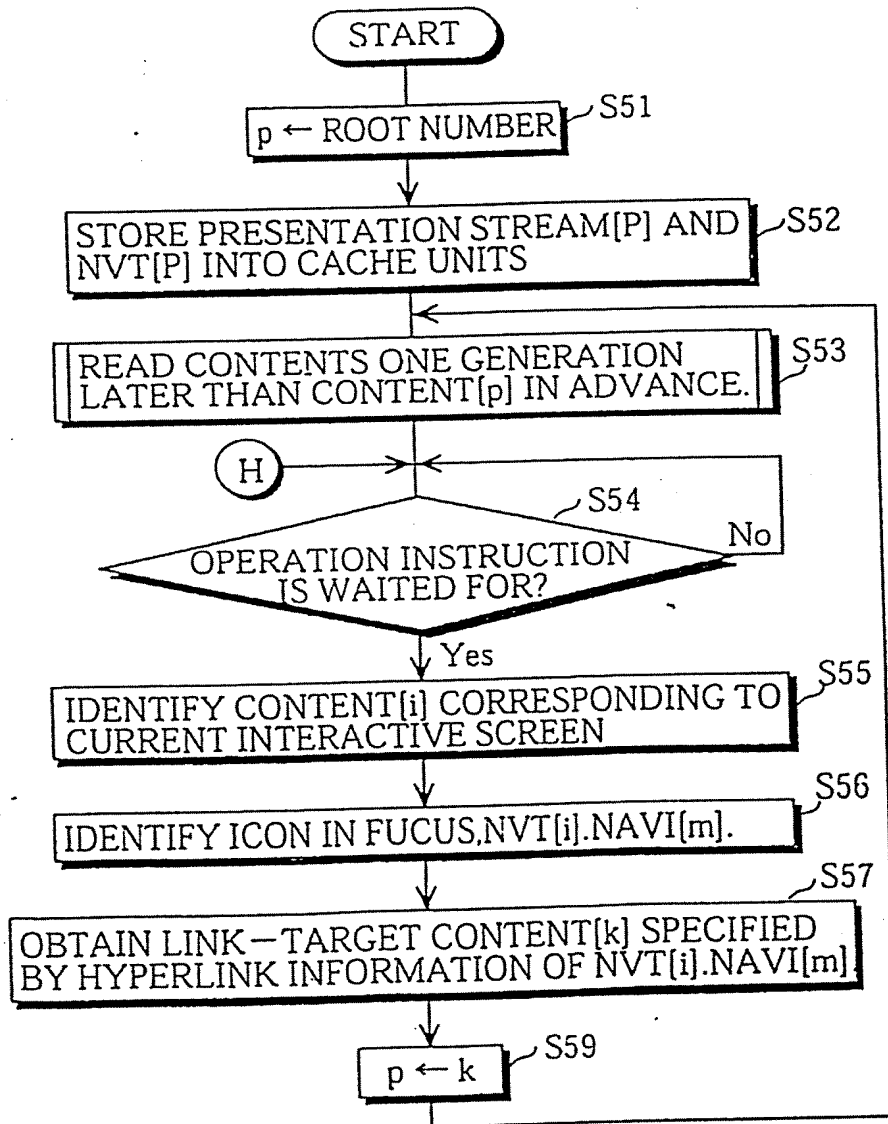 START
p ← ROOT NUMBER
S51
STORE PRESENTATION STREAM[P] AND
NVT[P] INTO CACHE UNITS
S52
READ CONTENTS ONE GENERATION
LATER THAN CONTENT[p] IN ADVANCE.
S53
H
S54
OPERATION INSTRUCTION
IS WAITED FOR?
No
Yes
IDENTIFY CONTENT[i] CORRESPONDING TO
CURRENT INTERACTIVE SCREEN
S55
IDENTIFY ICON IN FUCUS,NVT[i].NAVI[m].
S56
S57
OBTAIN LINK-TARGET CONTENT[k] SPECIFIED
BY HYPERLINK INFORMATION OF NVT[i].NAVI[m].
p ← k
S59